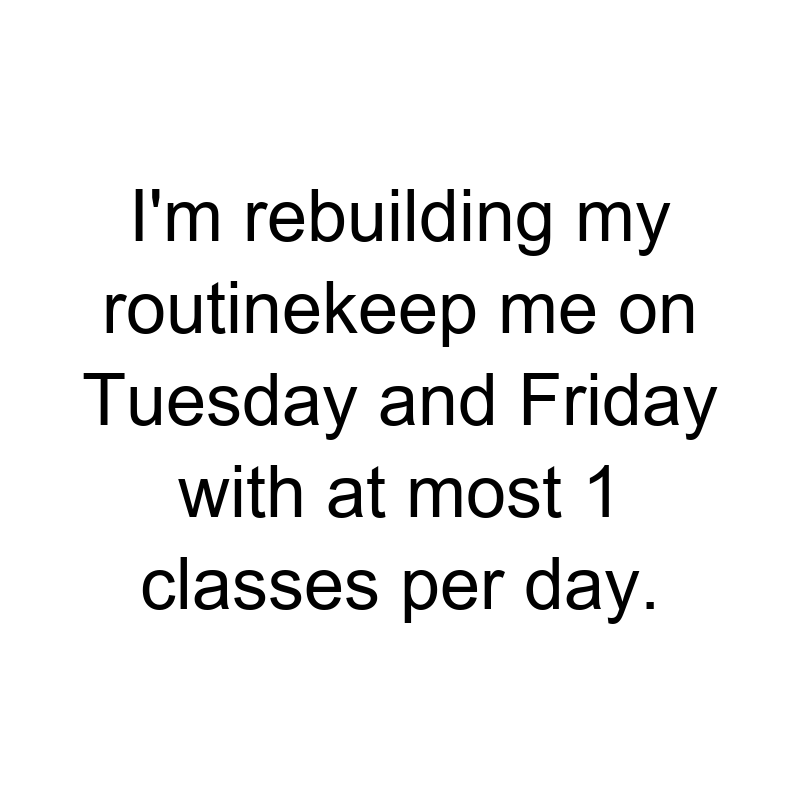 I'm rebuilding my
routinekeep me on
Tuesday and Friday
with at most 1
classes per day.